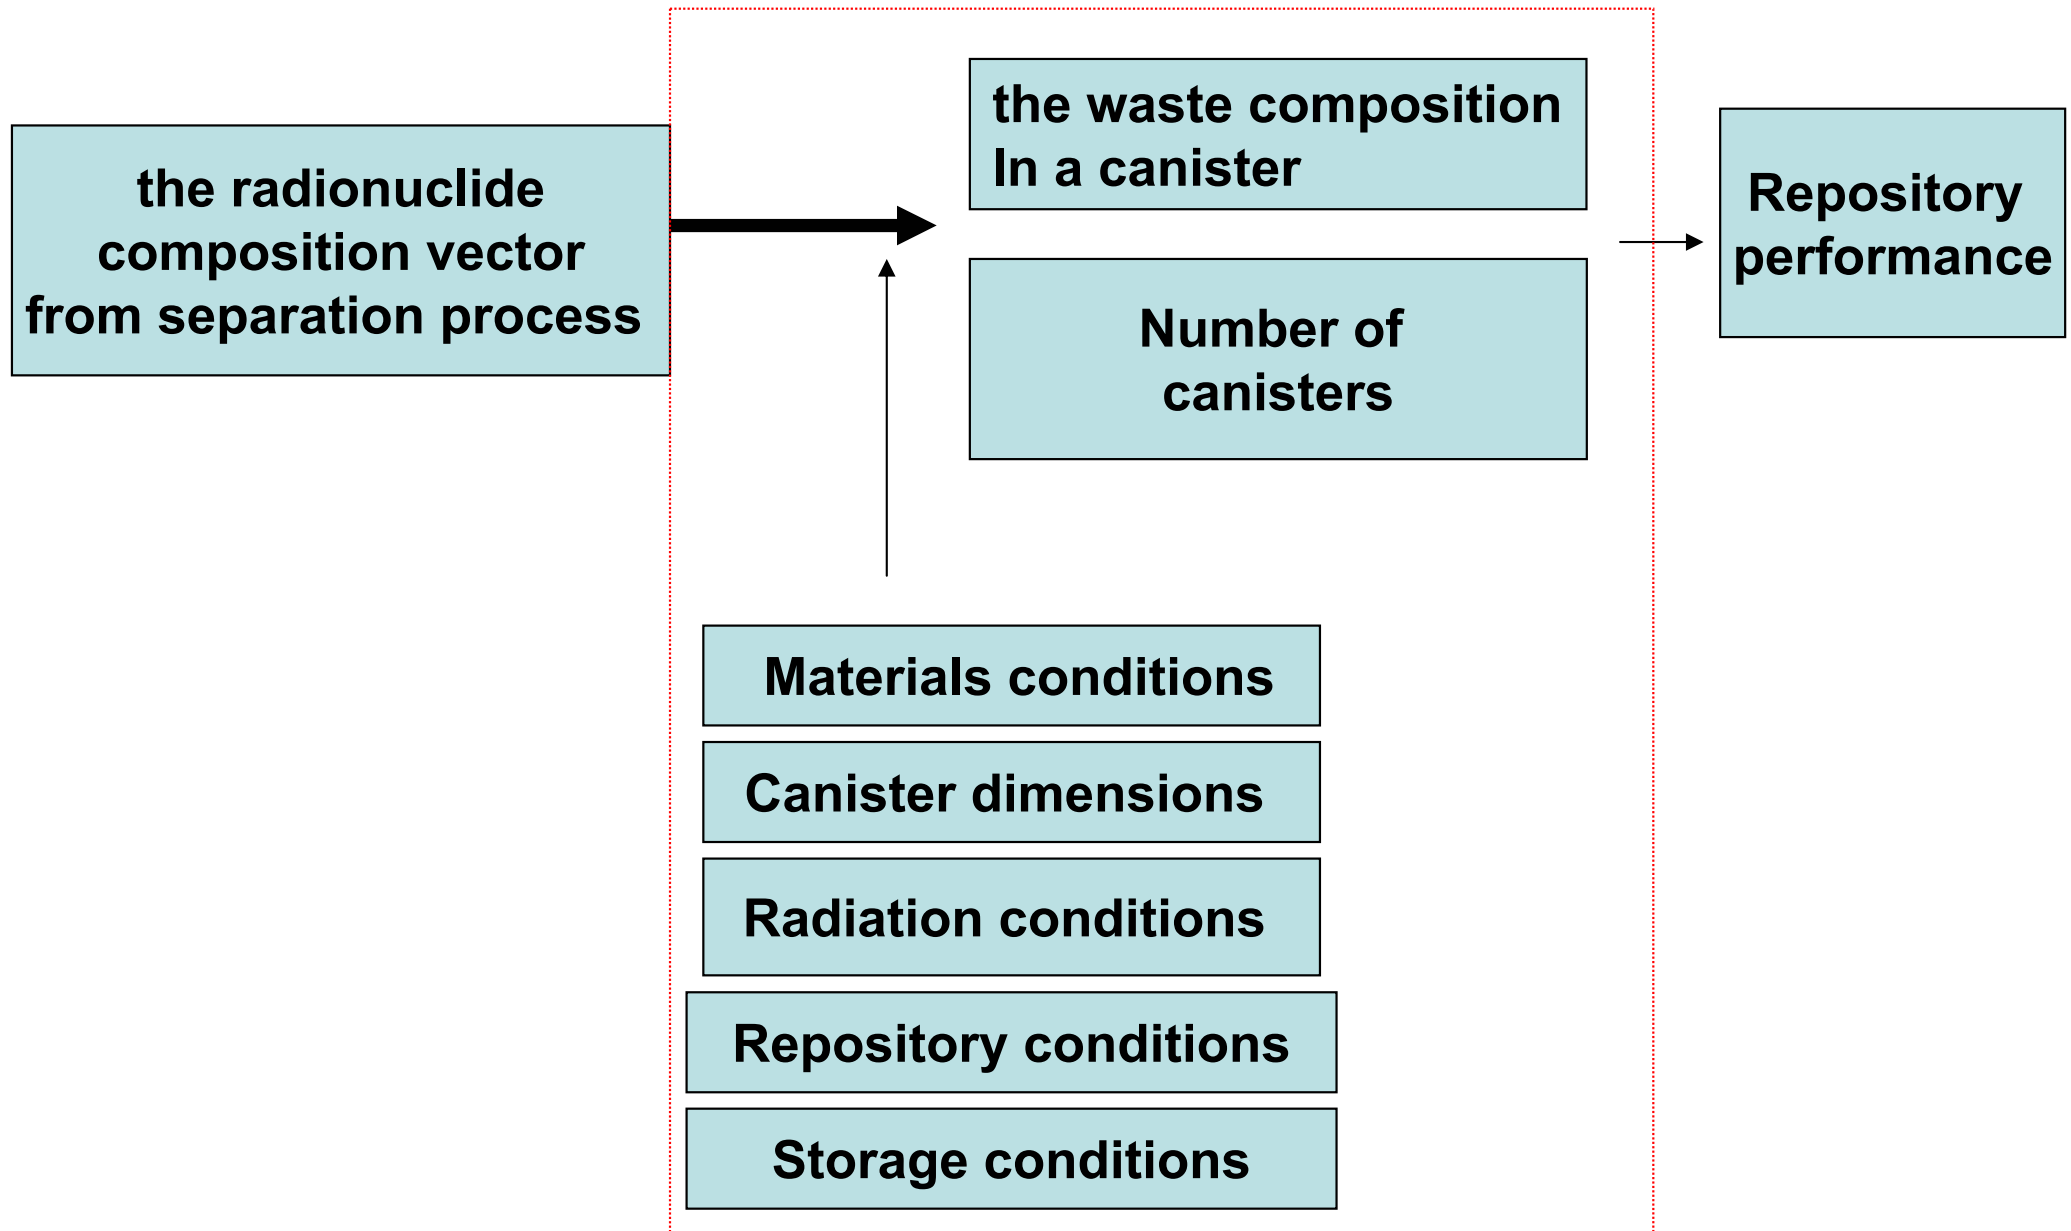 the radionuclide
composition vector
from separation process
the waste composition
In a canister
Number of
canisters
Repository
performance
Materials conditions
Canister dimensions
Radiation conditions
Repository conditions
Storage conditions